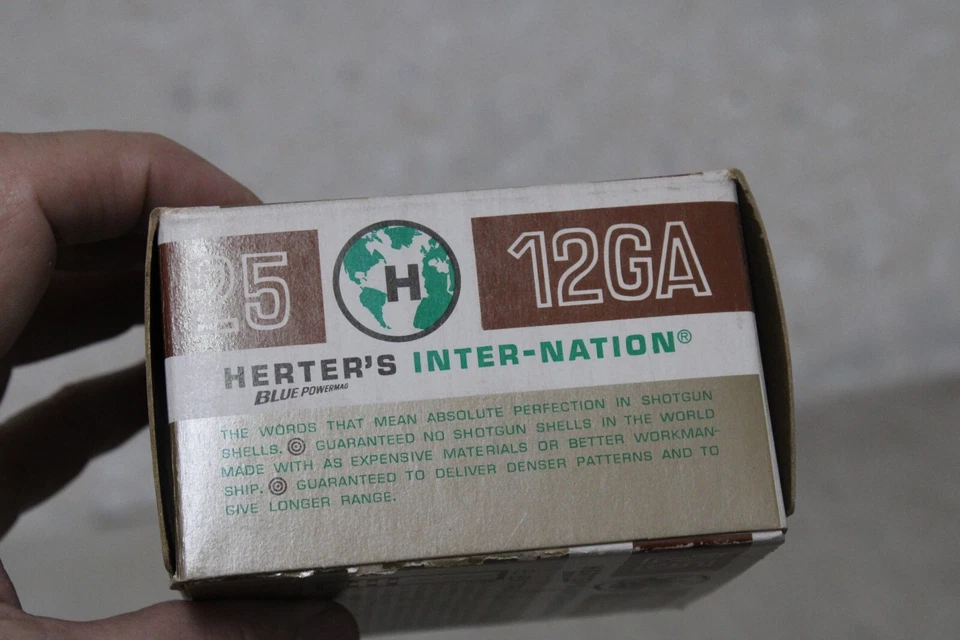 25 H 12GA
HERTER'S INTER-NATION®
BLUE POWERMAG
THE WORDS THAT MEAN ABSOLUTE PERFECTION IN SHOTGUN
SHELLS. GUARANTEED NO SHOTGUN SHELLS IN THE WORLD
MADE WITH AS EXPENSIVE MATERIALS OR BETTER WORKMAN-
SHIP. GUARANTEED TO DELIVER DENSER PATTERNS AND TO
GIVE LONGER RANGE.